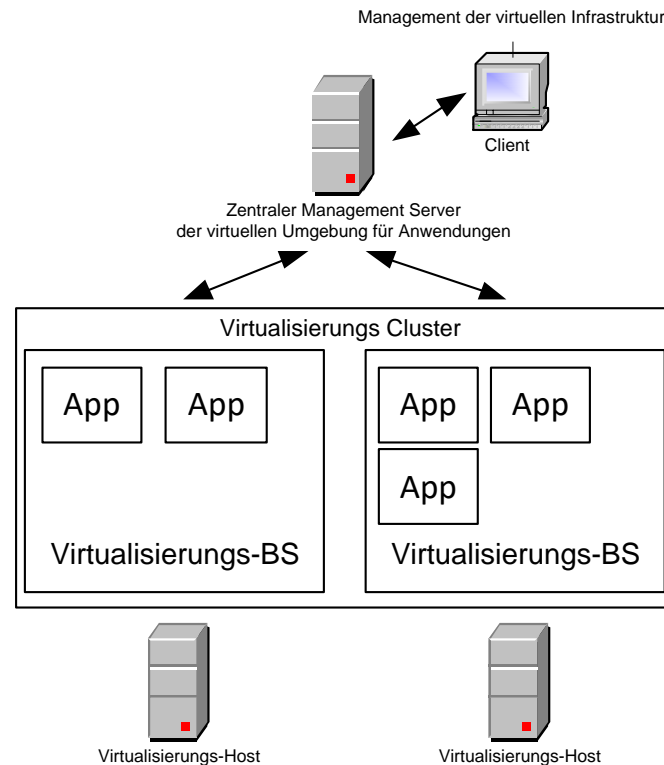 Management der virtuellen Infrastruktur
Client
Zentraler Management Server
der virtuellen Umgebung für Anwendungen
Virtualisierungs Cluster
App App
App App
App
Virtualisierungs-BS
Virtualisierungs-BS
Virtualisierungs-Host
Virtualisierungs-Host